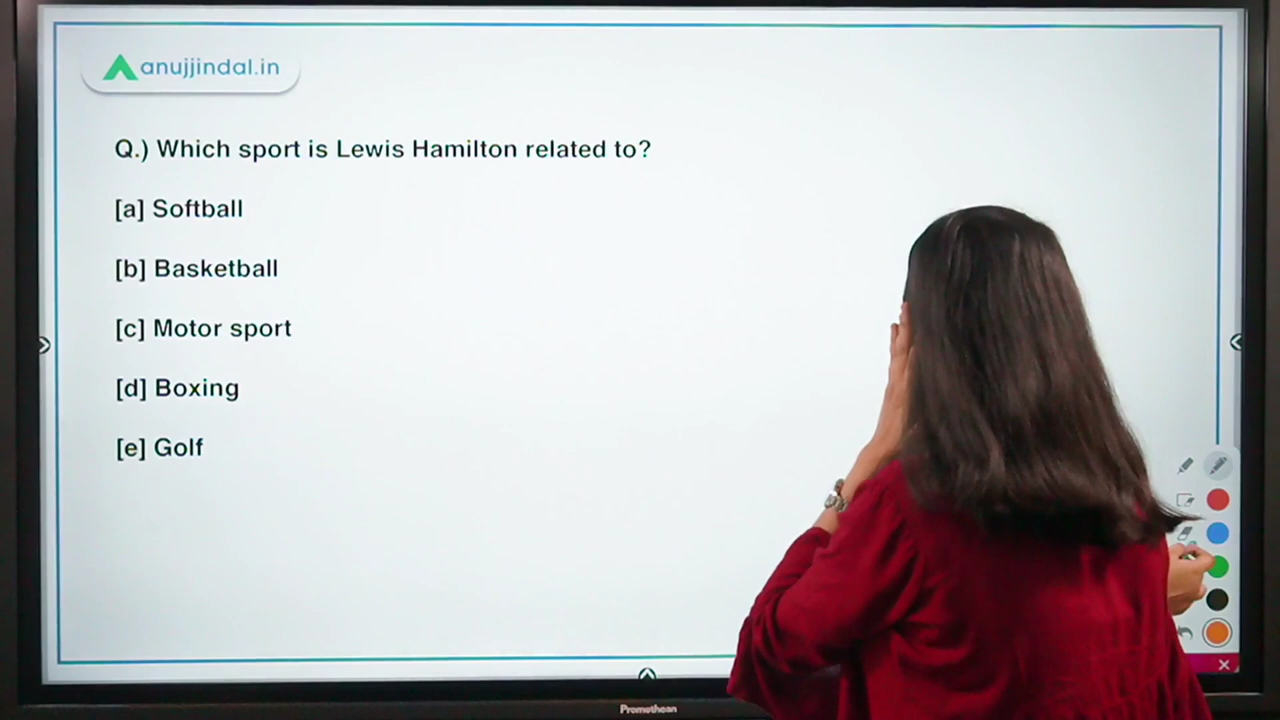 anujjindal.in
Q.) Which sport is Lewis Hamilton related to?
[a] Softball
[b] Basketball
[c] Motor sport
[d] Boxing
[e] Golf
Promethean